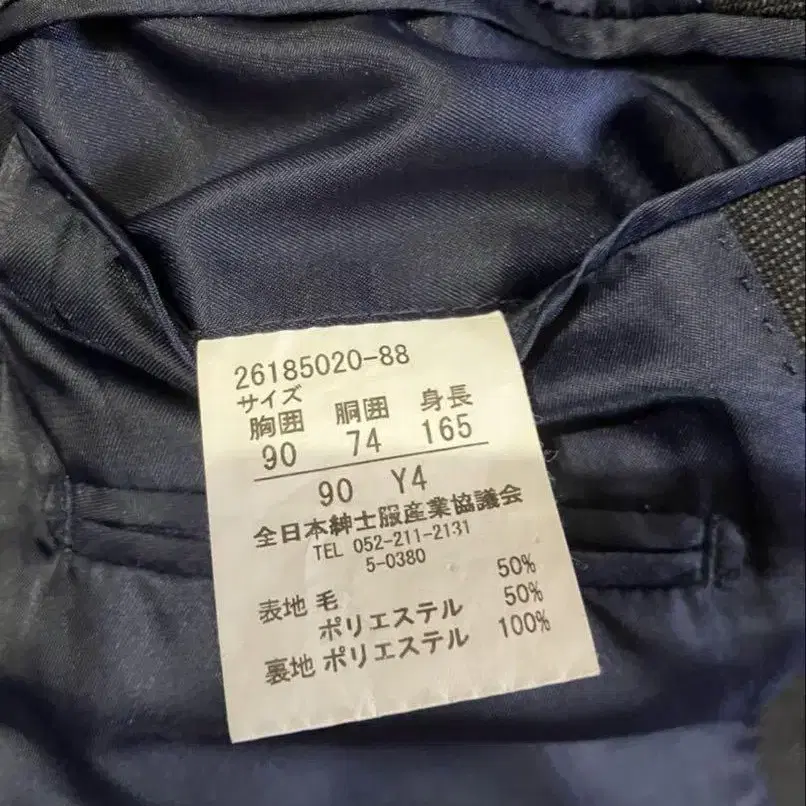 26185020-88
サイズ
胸囲 胴囲 身長
90 74 165
90 Y4
全日本紳士服産業協議会
TEL 052-211-2131
5-0380
表地 毛 50%
ポリエステル 50%
裏地 ポリエステル 100%